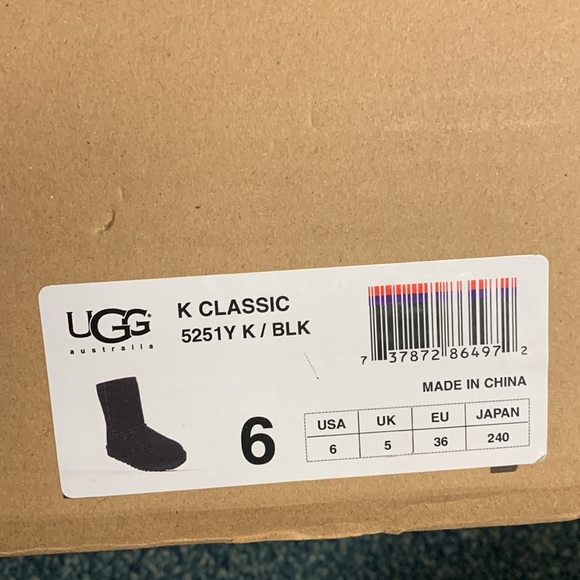 UGG®
australia
K CLASSIC
5251Y K / BLK
7 37872 86497 2
MADE IN CHINA
6
USA UK EU JAPAN
6 5 36 240